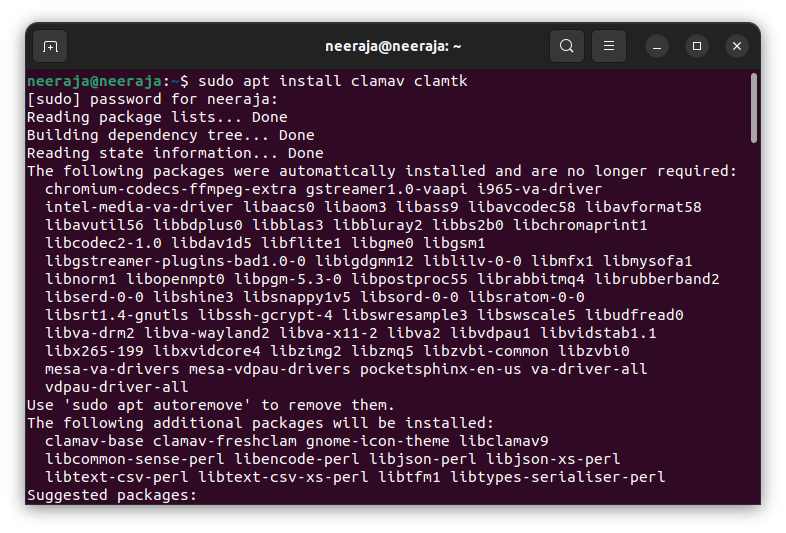 neeraja@neeraja: ~
neeraja@neeraja:~$ sudo apt install clamav clamtk
[sudo] password for neeraja:
Reading package lists... Done
Building dependency tree... Done
Reading state information... Done
The following packages were automatically installed and are no longer required:
  chromium-codecs-ffmpeg-extra gstreamer1.0-vaapi i965-va-driver
  intel-media-va-driver libaacs0 libaom3 libass9 libavcodec58 libavformat58
  libavutil56 libbdplus0 libblas3 libbluray2 libbs2b0 libchromaprint1
  libcodec2-1.0 libdav1d5 libflite1 libgme0 libgsm1
  libgstreamer-plugins-bad1.0-0 libigdgmm12 liblilv-0-0 libmfx1 libmysofa1
  libnorm1 libopenmpt0 libpgm-5.3-0 libpostproc55 librabbitmq4 librubberband2
  libserd-0-0 libshine3 libsnappy1v5 libsord-0-0 libsratom-0-0
  libsrt1.4-gnutls libssh-gcrypt-4 libswresample3 libswscale5 libudfread0
  libva-drm2 libva-wayland2 libva-x11-2 libva2 libvdpau1 libvidstab1.1
  libx265-199 libxvidcore4 libzimg2 libzmq5 libzvbi-common libzvbi0
  mesa-va-drivers mesa-vdpau-drivers pocketsphinx-en-us va-driver-all
  vdpau-driver-all
Use 'sudo apt autoremove' to remove them.
The following additional packages will be installed:
  clamav-base clamav-freshclam gnome-icon-theme libclamav9
  libcommon-sense-perl libencode-perl libjson-perl libjson-xs-perl
  libtext-csv-perl libtext-csv-xs-perl libtfm1 libtypes-serialiser-perl
Suggested packages: